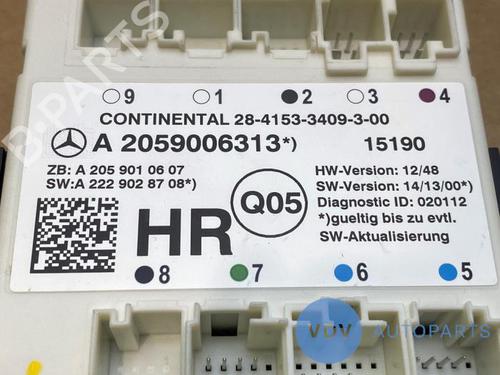 B-PARTS
9 1 2 3 4
CONTINENTAL 28-4153-3409-3-00
A 2059006313*) 15190
ZB: A 205 901 06 07
SW:A 222 902 87 08*)
HW-Version: 12/48
SW-Version: 14/13/00*)
Diagnostic ID: 020112
*)gueltig bis zu evtl.
SW-Aktualisierung
HR
Q05
8 7 6 5
VDV AUTOPARTS